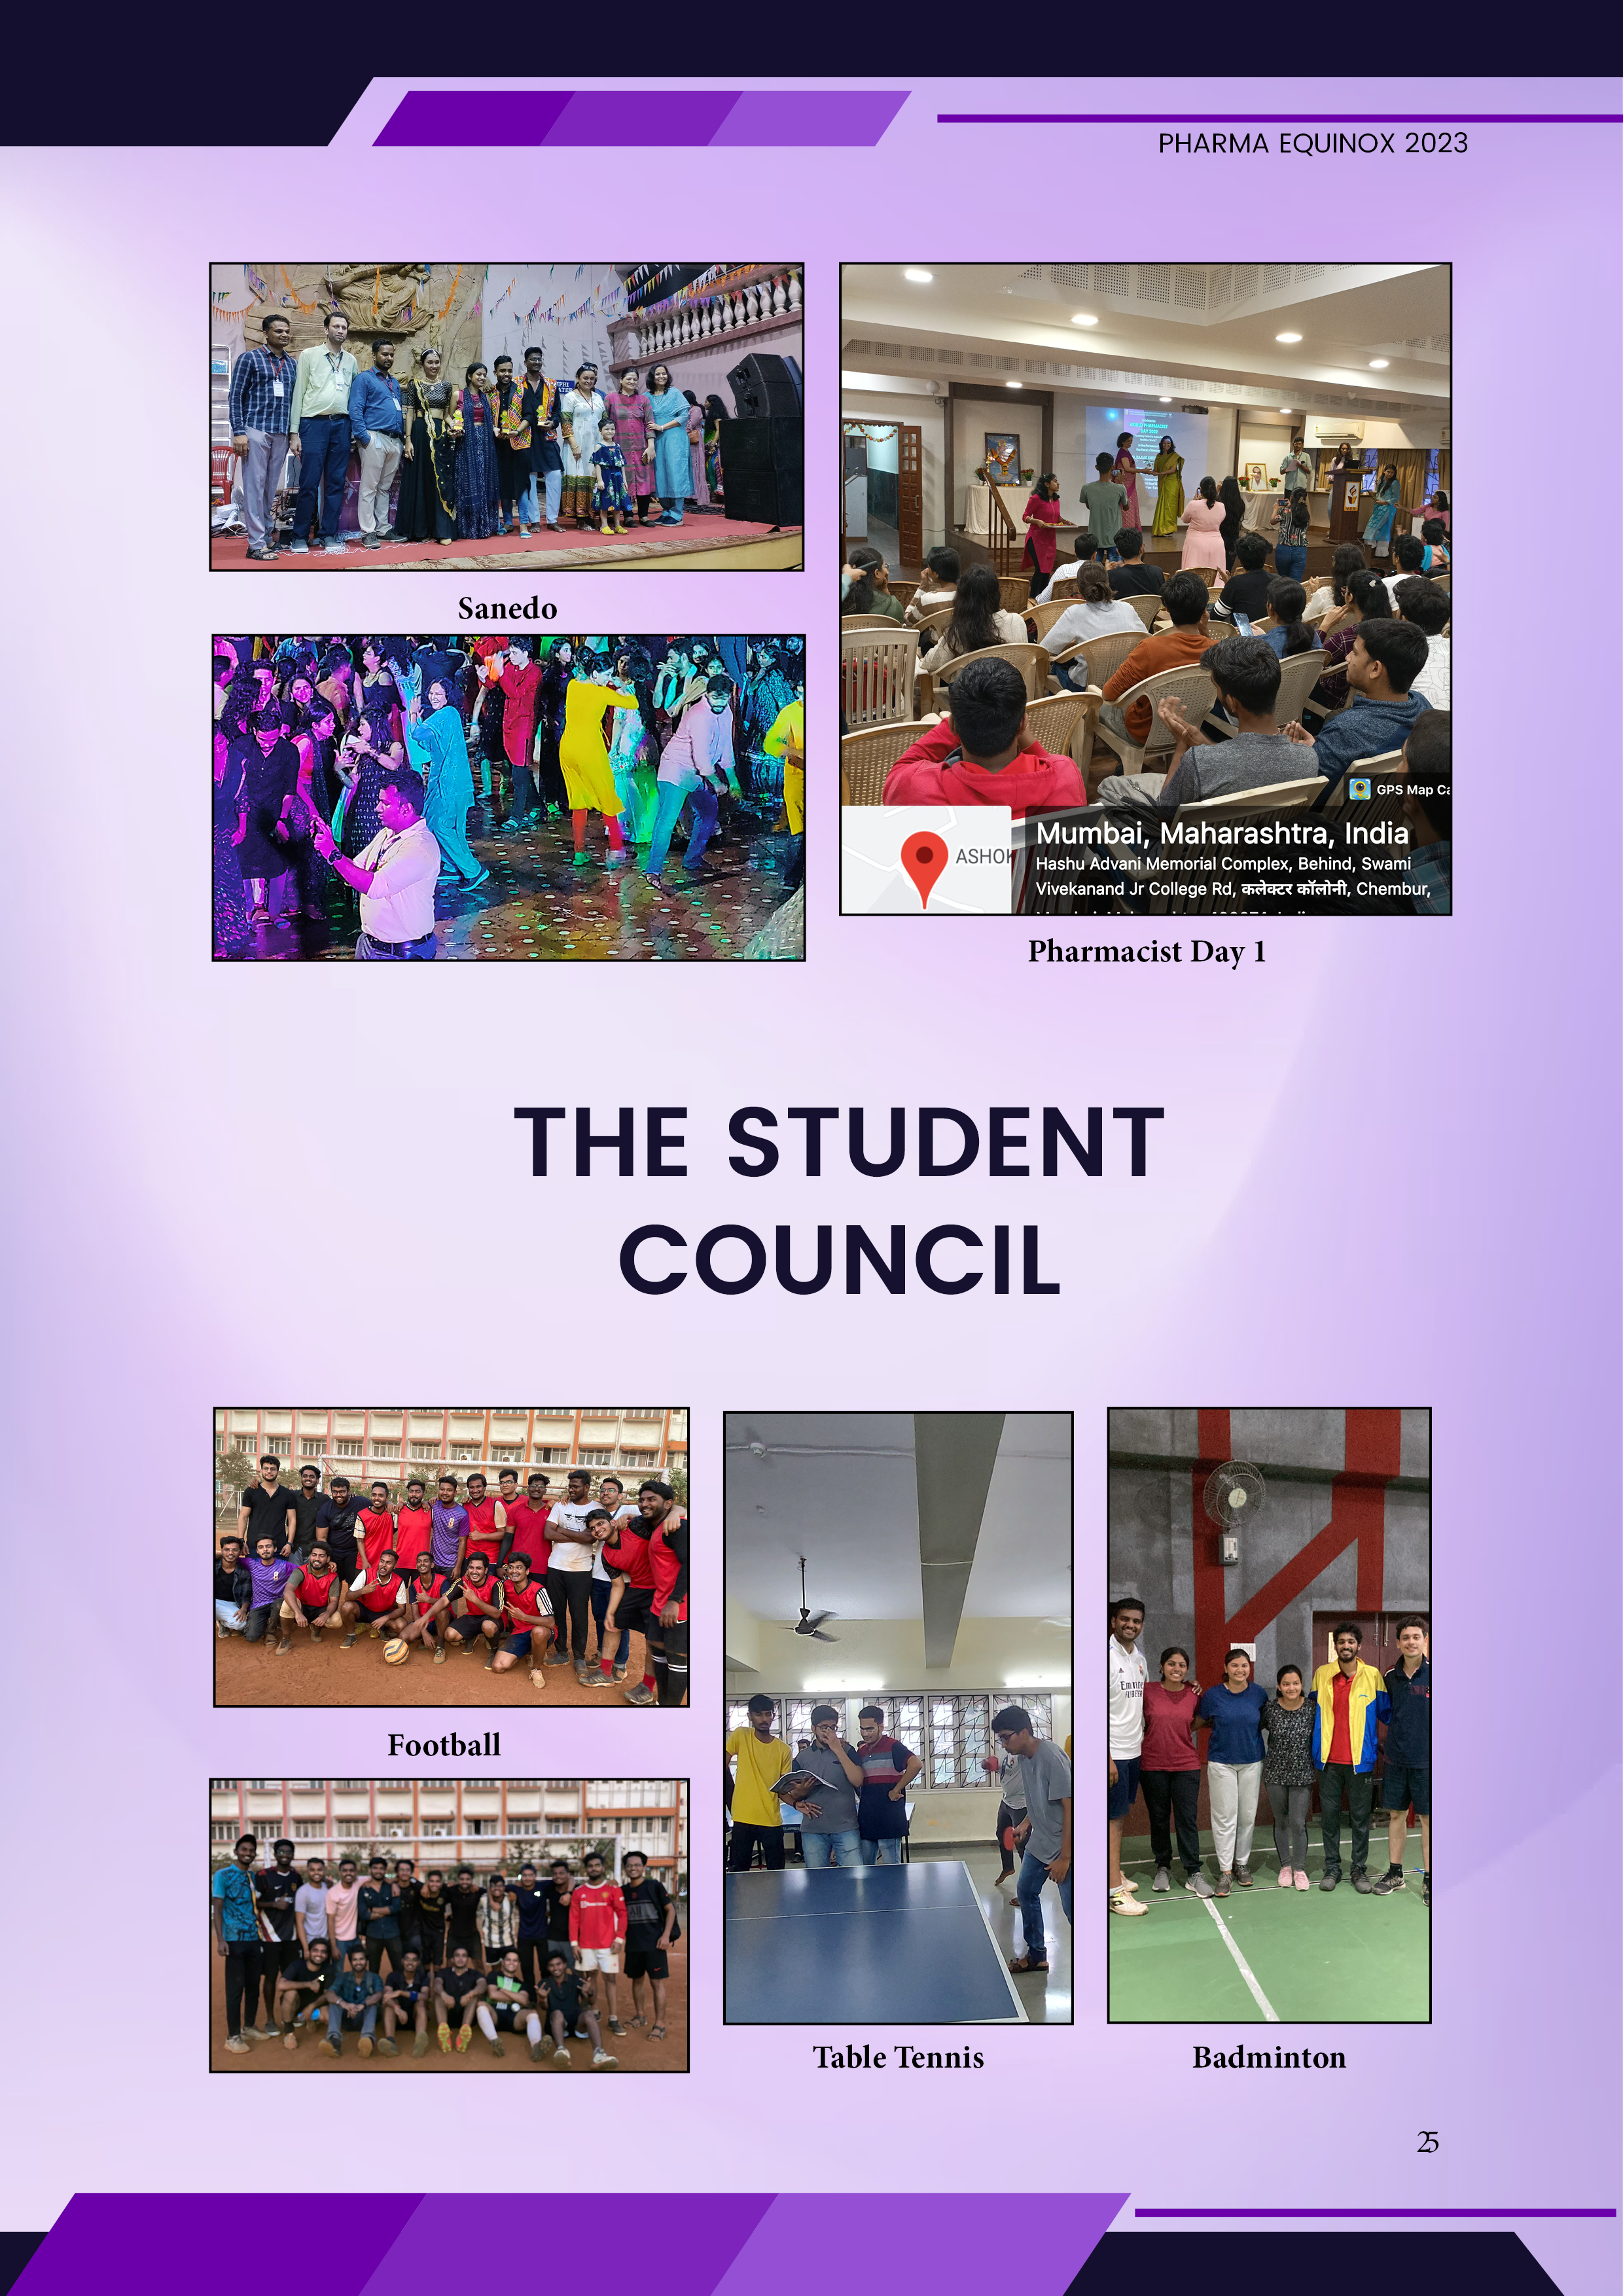 PHARMA EQUINOX 2023
Sanedo
GPS Map Ca
ASHOK
Mumbai, Maharashtra, India
Hashu Advani Memorial Complex, Behind, Swami
Vivekanand Jr College Rd, कलेक्टर कॉलोनी, Chembur,
Pharmacist Day 1
THE STUDENT
COUNCIL
Football
Table Tennis
Badminton
25